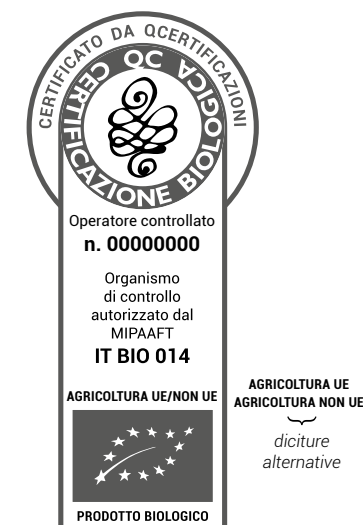 CERTIFICATO DA QCERTIFICAZIONI
QC CERTIFICAZIONE BIOLOGICA
Operatore controllato
n. 00000000
Organismo
di controllo
autorizzato dal
MIPAAFT
IT BIO 014
AGRICOLTURA UE/NON UE
AGRICOLTURA UE
AGRICOLTURA NON UE
diciture
alternative
PRODOTTO BIOLOGICO